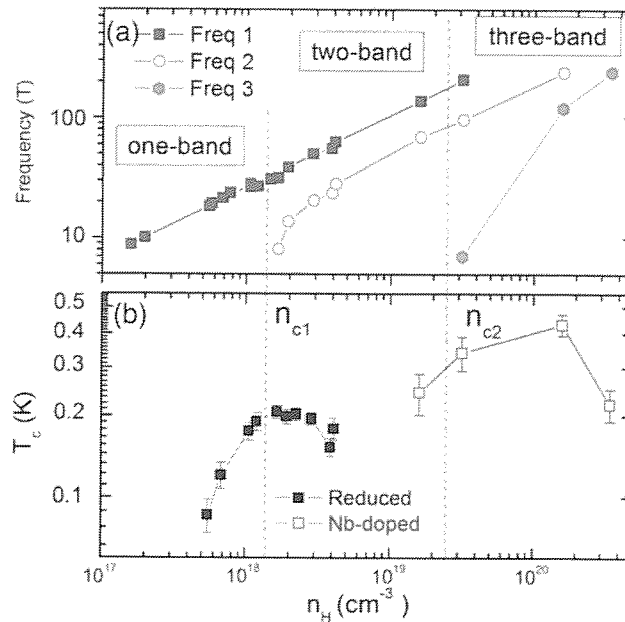 (a)
Freq 1
Freq 2
Freq 3
two-band
three-band
one-band
Frequency (T)
100
10
(b)
n_c1
n_c2
T_c (K)
0.5
0.4
0.3
0.2
0.1
Reduced
Nb-doped
10^17
10^18
10^19
10^20
n_H (cm^-3)